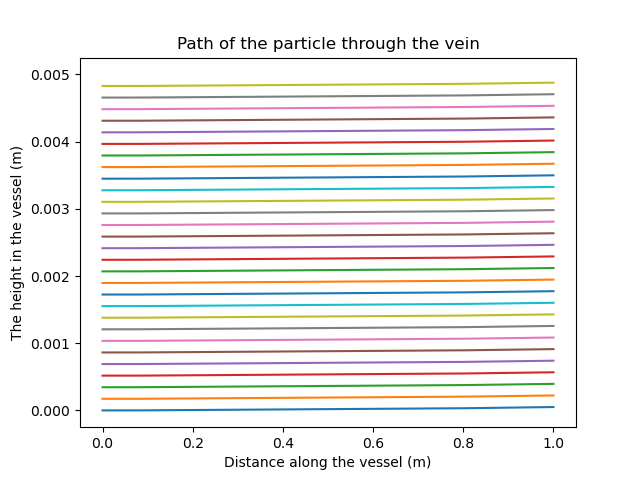 Path of the particle through the vein
0.005
0.004
0.003
0.002
0.001
0.000
The height in the vessel (m)
0.0 0.2 0.4 0.6 0.8 1.0
Distance along the vessel (m)